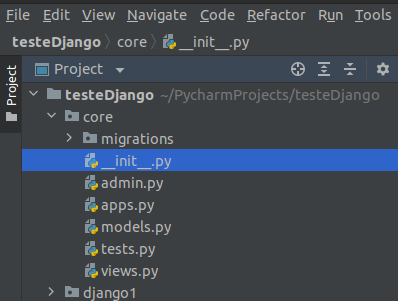 File Edit View Navigate Code Refactor Run Tools
testeDjango core __init__.py
Project
Project
testeDjango ~/PycharmProjects/testeDjango
core
migrations
__init__.py
admin.py
apps.py
models.py
tests.py
views.py
django1